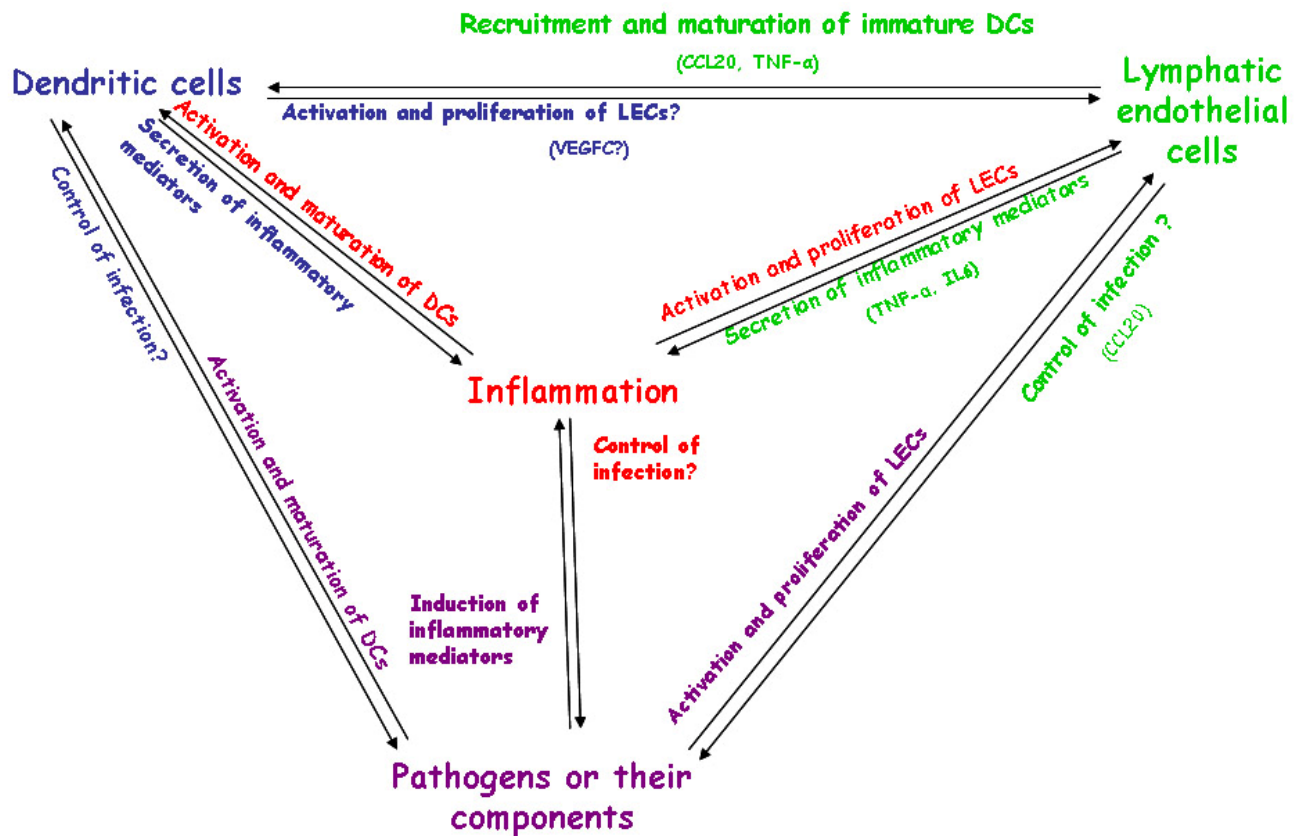 Recruitment and maturation of immature DCs
(CCL20, TNF-α)
Dendritic cells
Lymphatic
endothelial
cells
Activation and proliferation of LECs?
(VEGFC?)
Activation and maturation of DCs
Secretion of inflammatory
mediators
Control of infection?
Activation and proliferation of LECs
Secretion of inflammatory mediators
(TNF-α, IL6)
Control of infection ?
(CCL20)
Inflammation
Control of
infection?
Activation and maturation of DCs
Induction of
inflammatory
mediators
Activation and proliferation of LECs
Pathogens or their
components